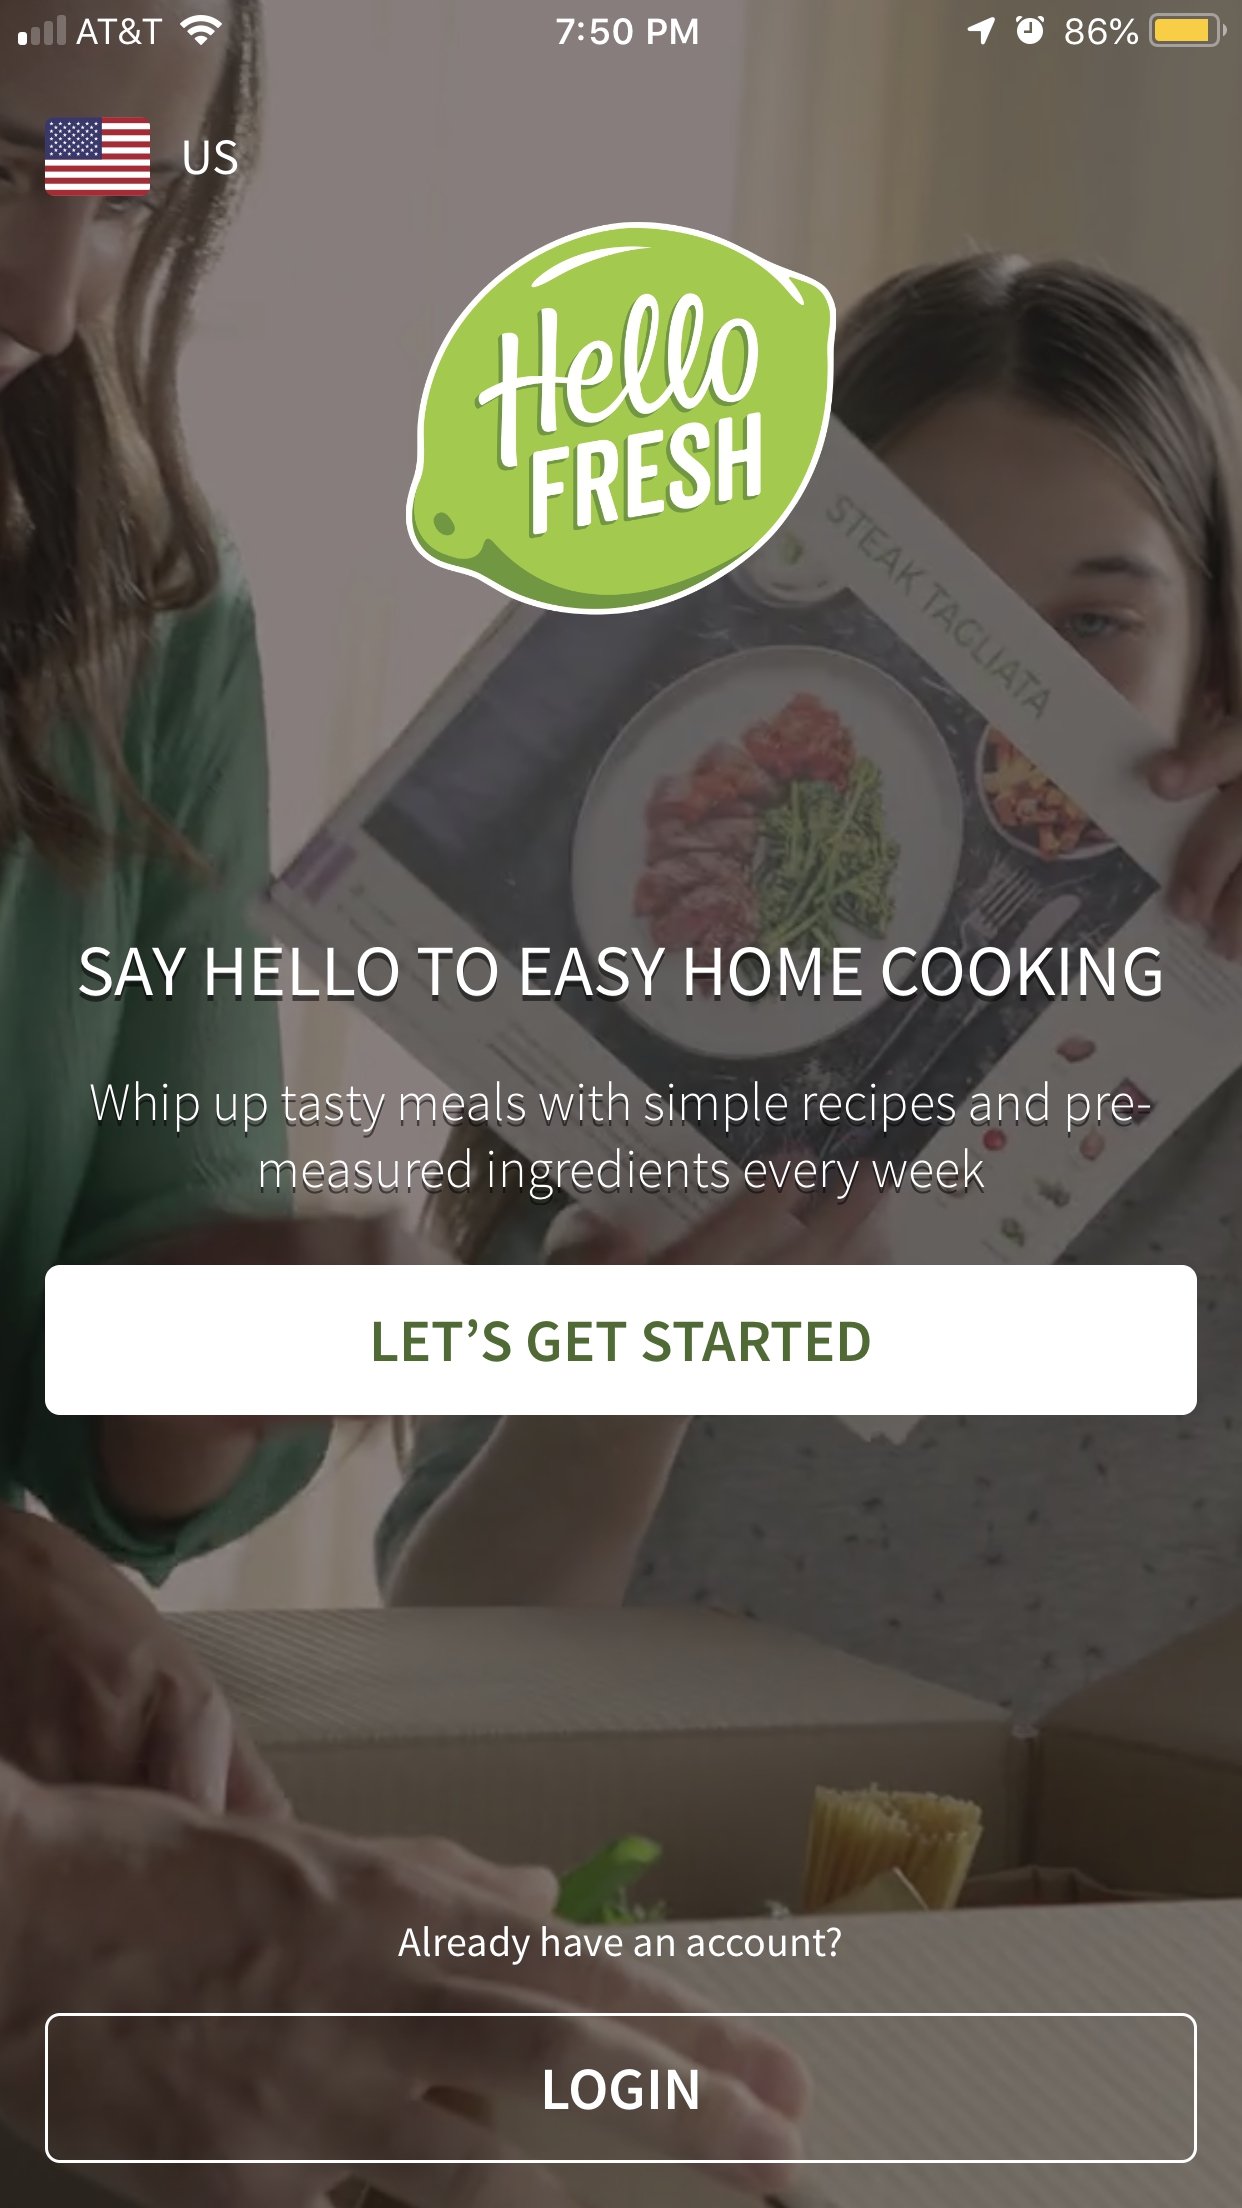 AT&T 7:50 PM 86%
US
Hello
FRESH
STEAK TAGLIATA
SAY HELLO TO EASY HOME COOKING
Whip up tasty meals with simple recipes and pre-
measured ingredients every week
LET’S GET STARTED
Already have an account?
LOGIN